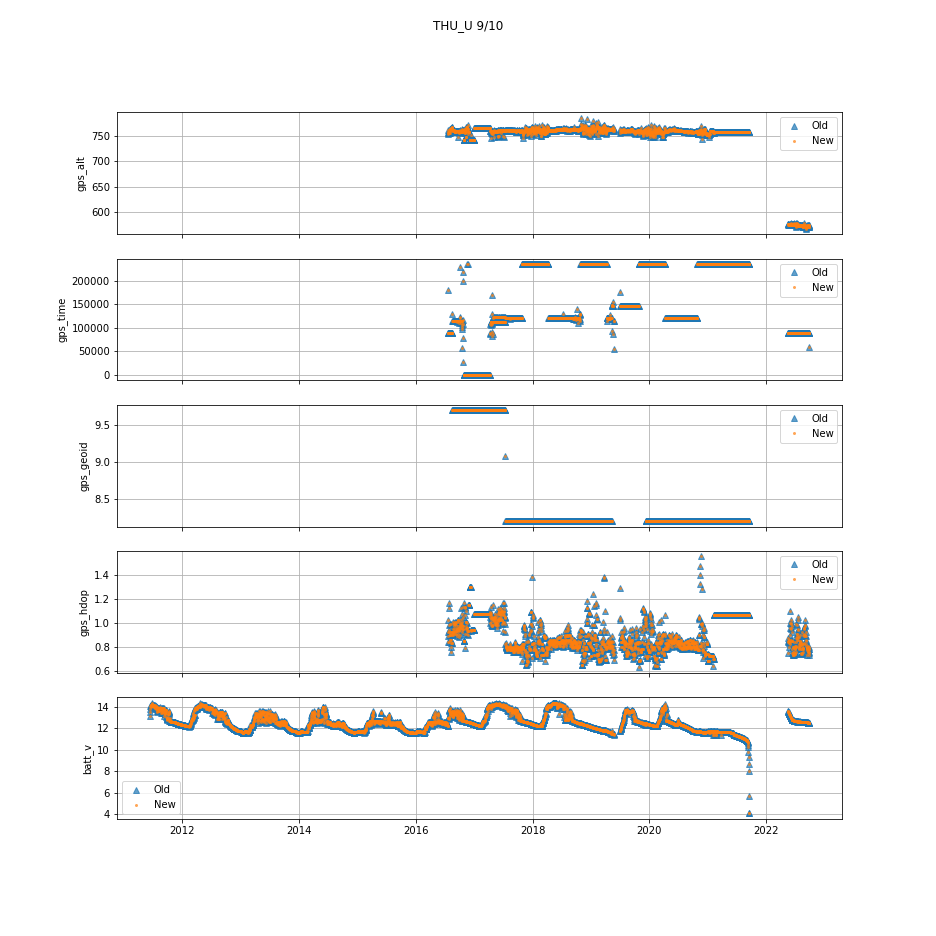 THU_U 9/10
gps_alt
750
700
650
600
Old
New
gps_time
200000
150000
100000
50000
0
Old
New
gps_geoid
9.5
9.0
8.5
Old
New
gps_hdop
1.4
1.2
1.0
0.8
0.6
Old
New
batt_v
14
12
10
8
6
4
Old
New
2012 2014 2016 2018 2020 2022